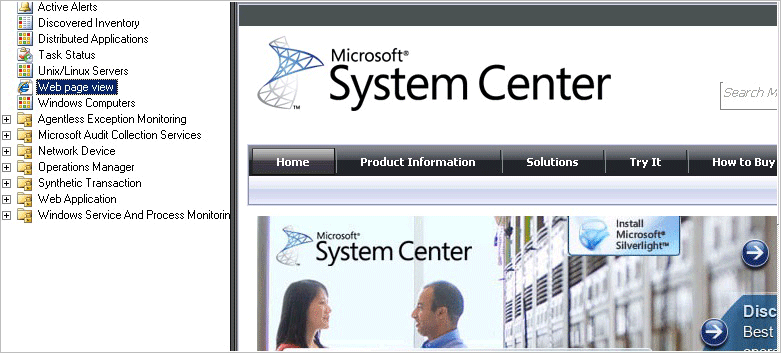 Active Alerts
Discovered Inventory
Distributed Applications
Task Status
Unix/Linux Servers
Web page view
Windows Computers
Agentless Exception Monitoring
Microsoft Audit Collection Services
Network Device
Operations Manager
Synthetic Transaction
Web Application
Windows Service And Process Monitorin
Microsoft®
System Center™
Search M
Home
Product Information
Solutions
Try It
How to Buy
Microsoft®
System Center
Install
Microsoft®
Silverlight™
Disc
Best